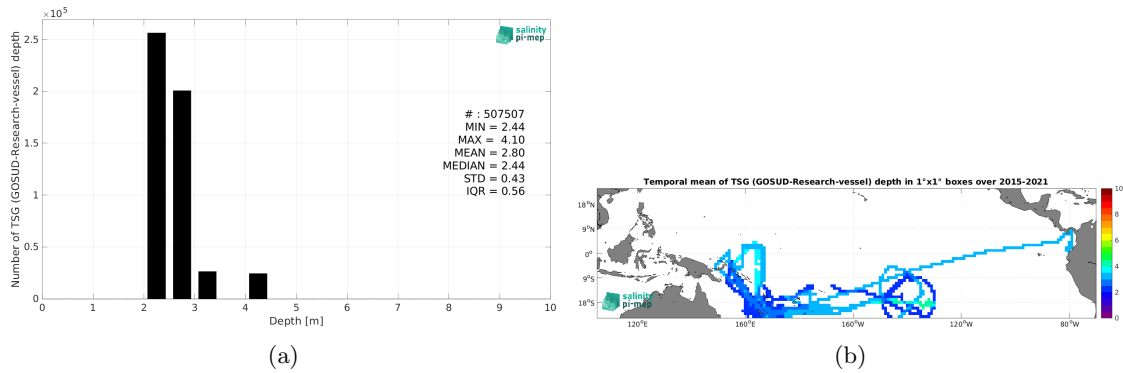 ×10⁵
2.5
2
1.5
1
0.5
0
0 1 2 3 4 5 6 7 8 9 10
Number of TSG (GOSUD-Research-vessel) depth
Depth [m]
salinity
pi-mep
# : 507507
MIN = 2.44
MAX = 4.10
MEAN = 2.80
MEDIAN = 2.44
STD = 0.43
IQR = 0.56
(a)
Temporal mean of TSG (GOSUD-Research-vessel) depth in 1°x1° boxes over 2015-2021
18°N
9°N
0°
9°S
18°S
120°E 160°E 160°W 120°W 80°W
salinity
pi-mep
10
8
6
4
2
0
(b)